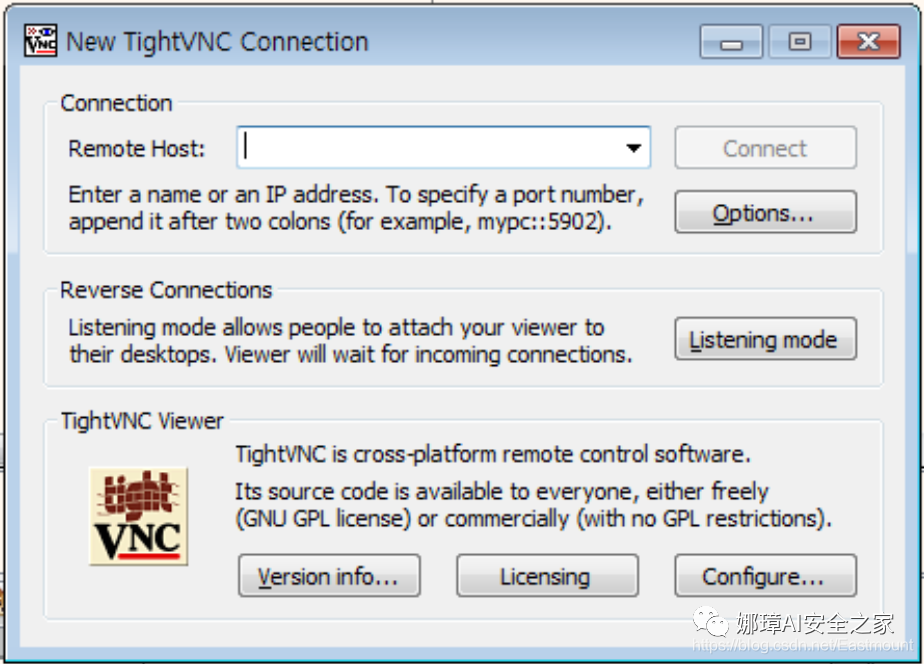 VNC
New TightVNC Connection
Connection
Remote Host:
Connect
Enter a name or an IP address. To specify a port number,
append it after two colons (for example, mypc::5902).
Options...
Reverse Connections
Listening mode allows people to attach your viewer to
their desktops. Viewer will wait for incoming connections.
Listening mode
TightVNC Viewer
TightVNC is cross-platform remote control software.
Its source code is available to everyone, either freely
(GNU GPL license) or commercially (with no GPL restrictions).
tight
VNC
Version info...
Licensing
Configure...
娜璋AI安全之家
https://blog.csdn.net/Eastmount